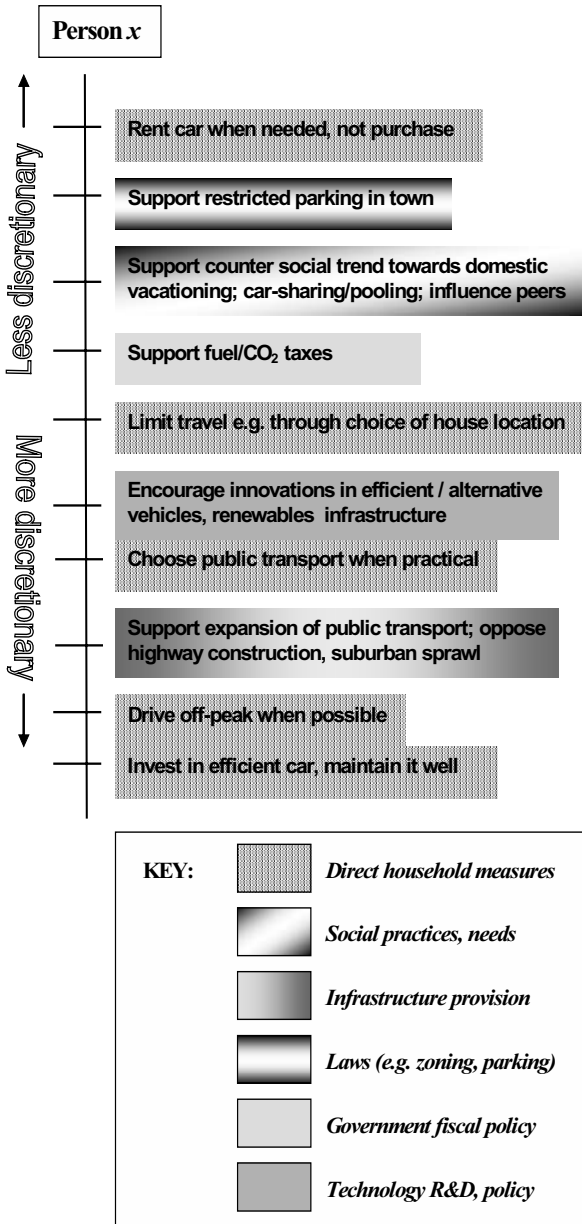 Person x
Less discretionary
More discretionary
Rent car when needed, not purchase
Support restricted parking in town
Support counter social trend towards domestic
vacationing; car-sharing/pooling; influence peers
Support fuel/CO₂ taxes
Limit travel e.g. through choice of house location
Encourage innovations in efficient / alternative
vehicles, renewables infrastructure
Choose public transport when practical
Support expansion of public transport; oppose
highway construction, suburban sprawl
Drive off-peak when possible
Invest in efficient car, maintain it well
KEY:
Direct household measures
Social practices, needs
Infrastructure provision
Laws (e.g. zoning, parking)
Government fiscal policy
Technology R&D, policy